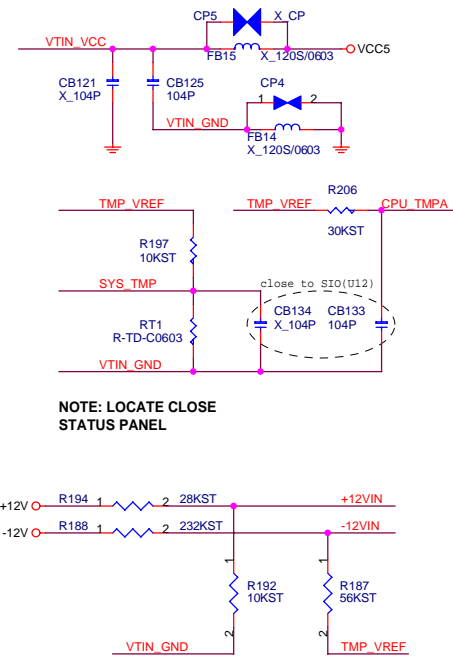 CP5 X_CP
VTIN_VCC
FB15 X_120S/0603
VCC5
CB121
X_104P
CB125
104P
CP4
1 2
VTIN_GND
FB14
X_120S/0603
R206
TMP_VREF
TMP_VREF
CPU_TMPA
30KST
R197
10KST
SYS_TMP
close to SIO(U12)
CB134
X_104P
CB133
104P
RT1
R-TD-C0603
VTIN_GND
NOTE: LOCATE CLOSE
STATUS PANEL
+12V R194 1 2 28KST +12VIN
-12V R188 1 2 232KST -12VIN
1 1
R192
10KST
R187
56KST
2 2
VTIN_GND TMP_VREF